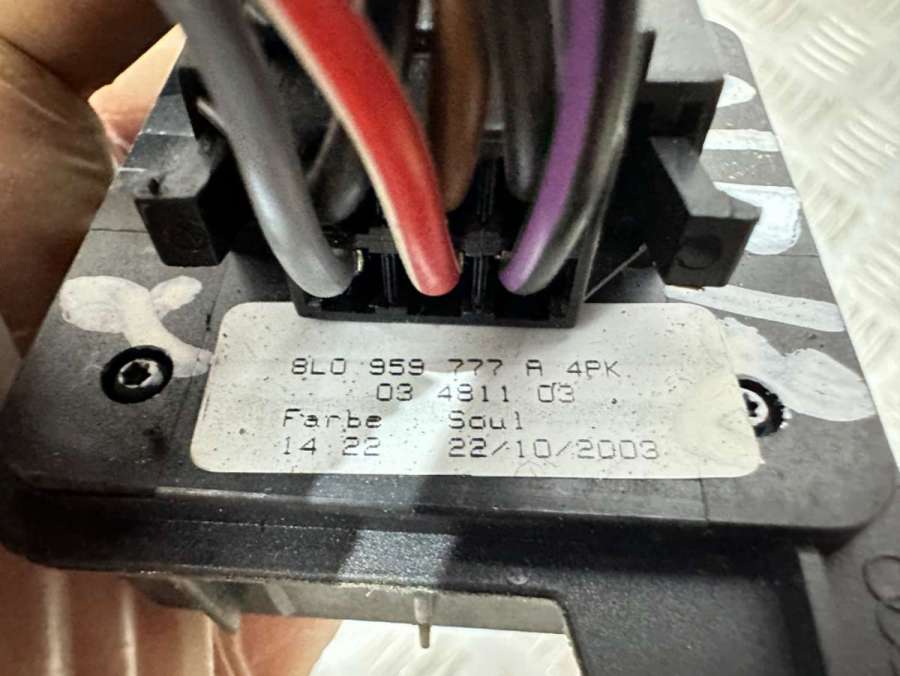 8L0 959 777 A 4PK
03 4811 03
Farbe Soul
14 22 22/10/2003